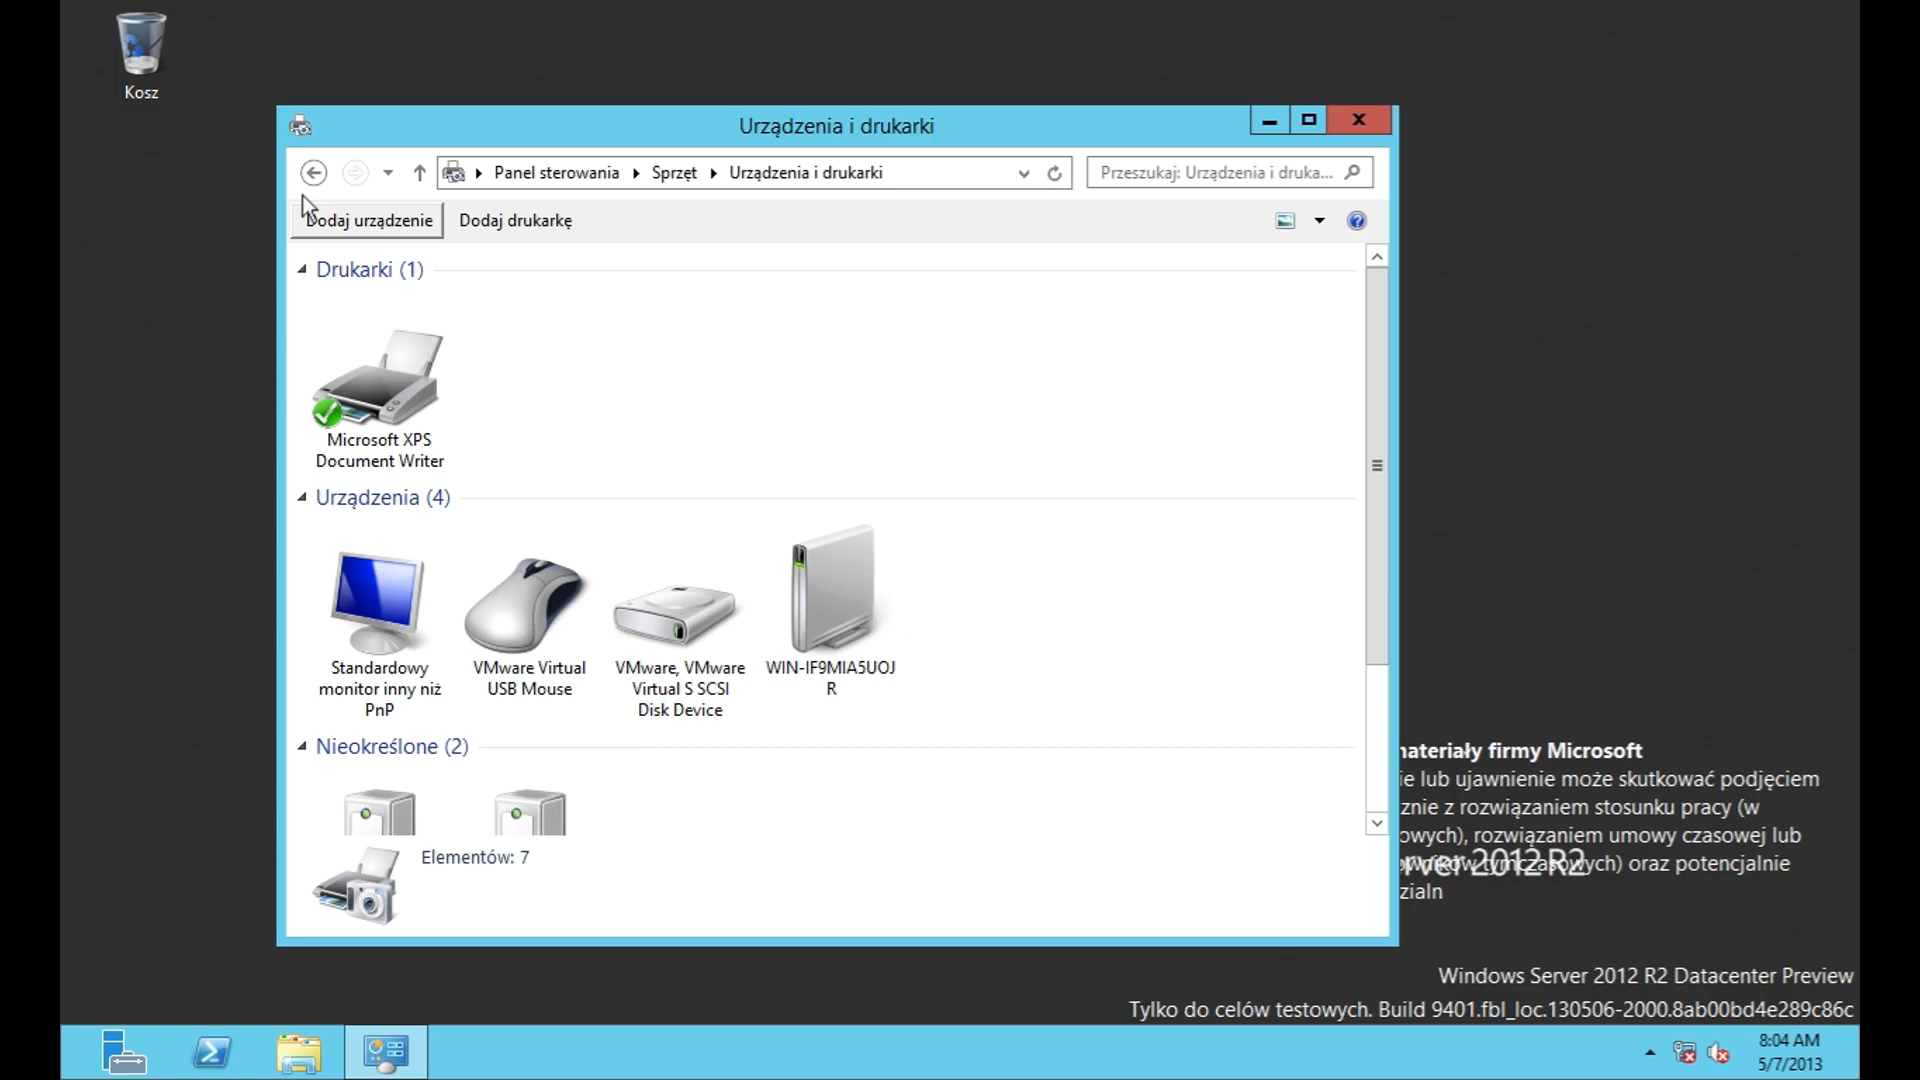 Kosz
Urządzenia i drukarki
Panel sterowania
Sprzęt
Urządzenia i drukarki
Przeszukaj: Urządzenia i druka...
Dodaj urządzenie
Dodaj drukarkę
Drukarki (1)
Microsoft XPS
Document Writer
Urządzenia (4)
Standardowy
monitor inny niż
PnP
VMware Virtual
USB Mouse
VMware, VMware
Virtual S SCSI
Disk Device
WIN-IF9MIA5UOJ
R
Nieokreślone (2)
Elementów: 7
materiały firmy Microsoft
ie lub ujawnienie może skutkować podjęciem
znie z rozwiązaniem stosunku pracy (w
owych), rozwiązaniem umowy czasowej lub
tymczasowych) oraz potencjalnie
rver 2012 R2
zialn
Windows Server 2012 R2 Datacenter Preview
Tylko do celów testowych. Build 9401.fbl_loc.130506-2000.8ab00bd4e289c86c
8:04 AM
5/7/2013